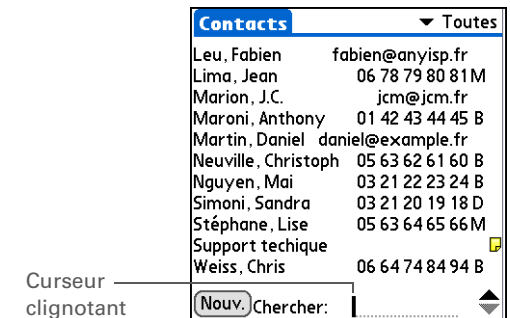 Contacts Toutes
Leu, Fabien fabien@anyisp.fr
Lima, Jean 06 78 79 80 81 M
Marion, J.C. jcm@jcm.fr
Maroni, Anthony 01 42 43 44 45 B
Martin, Daniel daniel@example.fr
Neuville, Christoph 05 63 62 61 60 B
Nguyen, Mai 03 21 22 23 24 B
Simoni, Sandra 03 21 20 19 18 D
Stéphane, Lise 05 63 64 65 66 M
Support techique
Weiss, Chris 06 64 74 84 94 B
Nouv. Chercher:
Curseur
clignotant